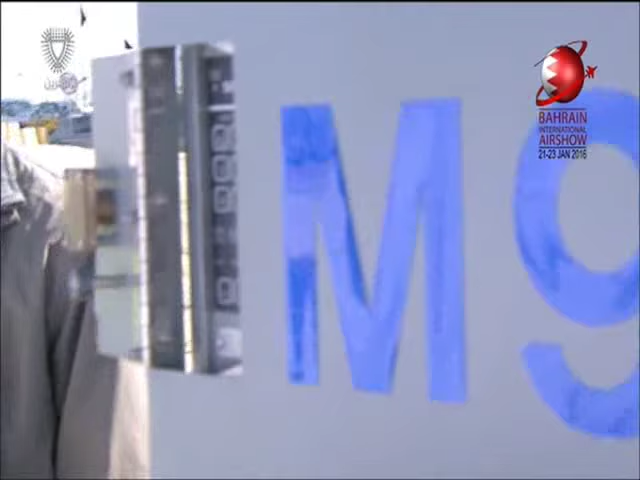 BAHRAIN
INTERNATIONAL
AIRSHOW
21-23 JAN 2016
M9